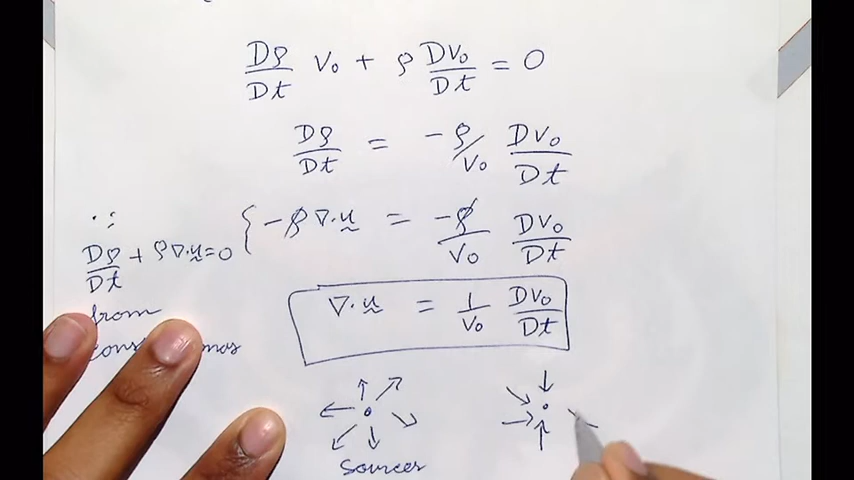 Dρ/Dt V₀ + ρ DV₀/Dt = 0
Dρ/Dt = -ρ/V₀ DV₀/Dt
∵ { -ρ ∇·u = -ρ/V₀ DV₀/Dt
Dρ/Dt + ρ∇·u = 0
from
∇·u = 1/V₀ DV₀/Dt
Sources